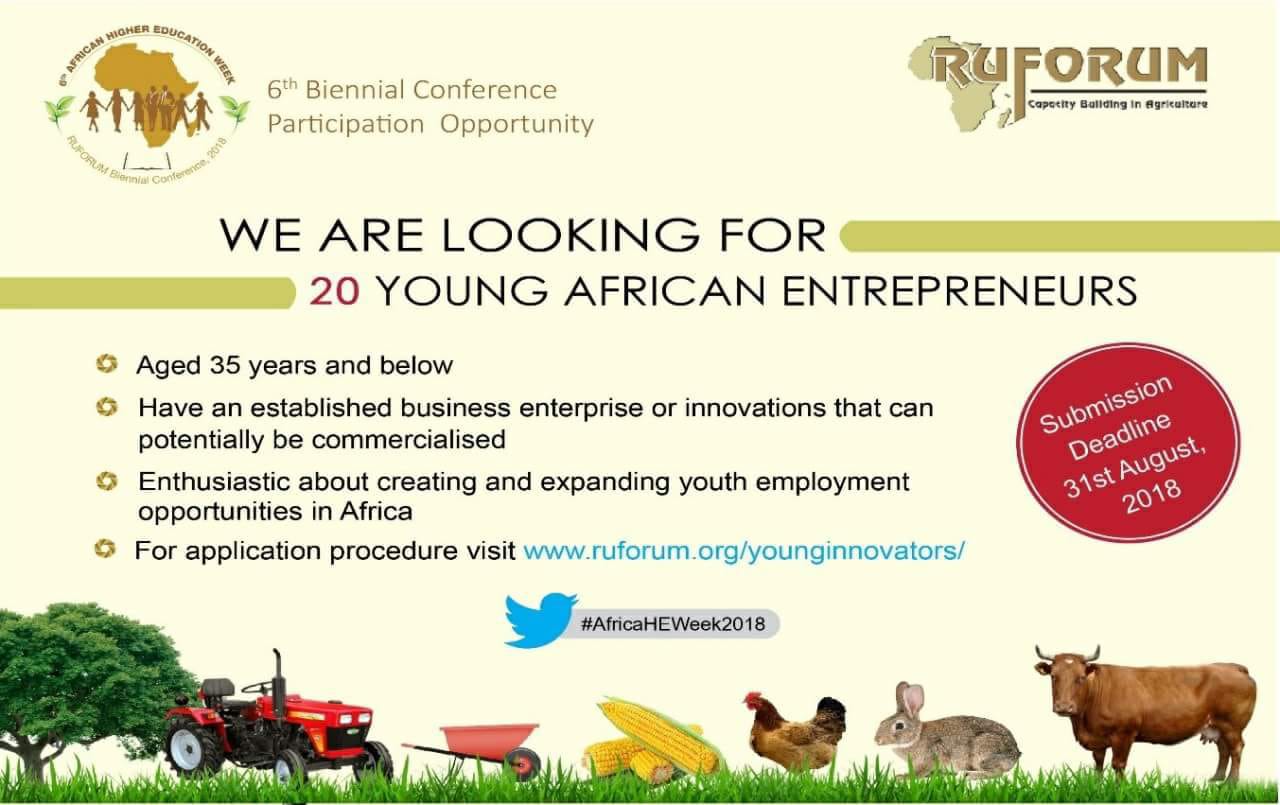 6th AFRICAN HIGHER EDUCATION WEEK
RUFORUM Biennial Conference, 2018
6th Biennial Conference
Participation Opportunity
RUFORUM
Capacity Building in Agriculture
WE ARE LOOKING FOR
20 YOUNG AFRICAN ENTREPRENEURS
Aged 35 years and below
Have an established business enterprise or innovations that can
potentially be commercialised
Enthusiastic about creating and expanding youth employment
opportunities in Africa
For application procedure visit www.ruforum.org/younginnovators/
Submission
Deadline
31st August,
2018
#AfricaHEWeek2018